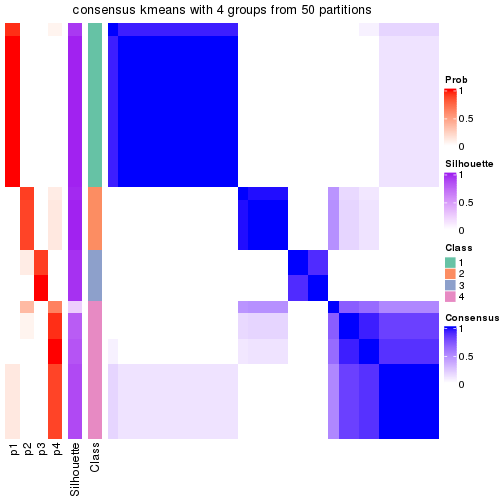 consensus kmeans with 4 groups from 50 partitions
Prob
1
0.5
0
Silhouette
1
0.5
0
Class
1
2
3
4
Consensus
1
0.5
0
p1
p2
p3
p4
Silhouette
Class